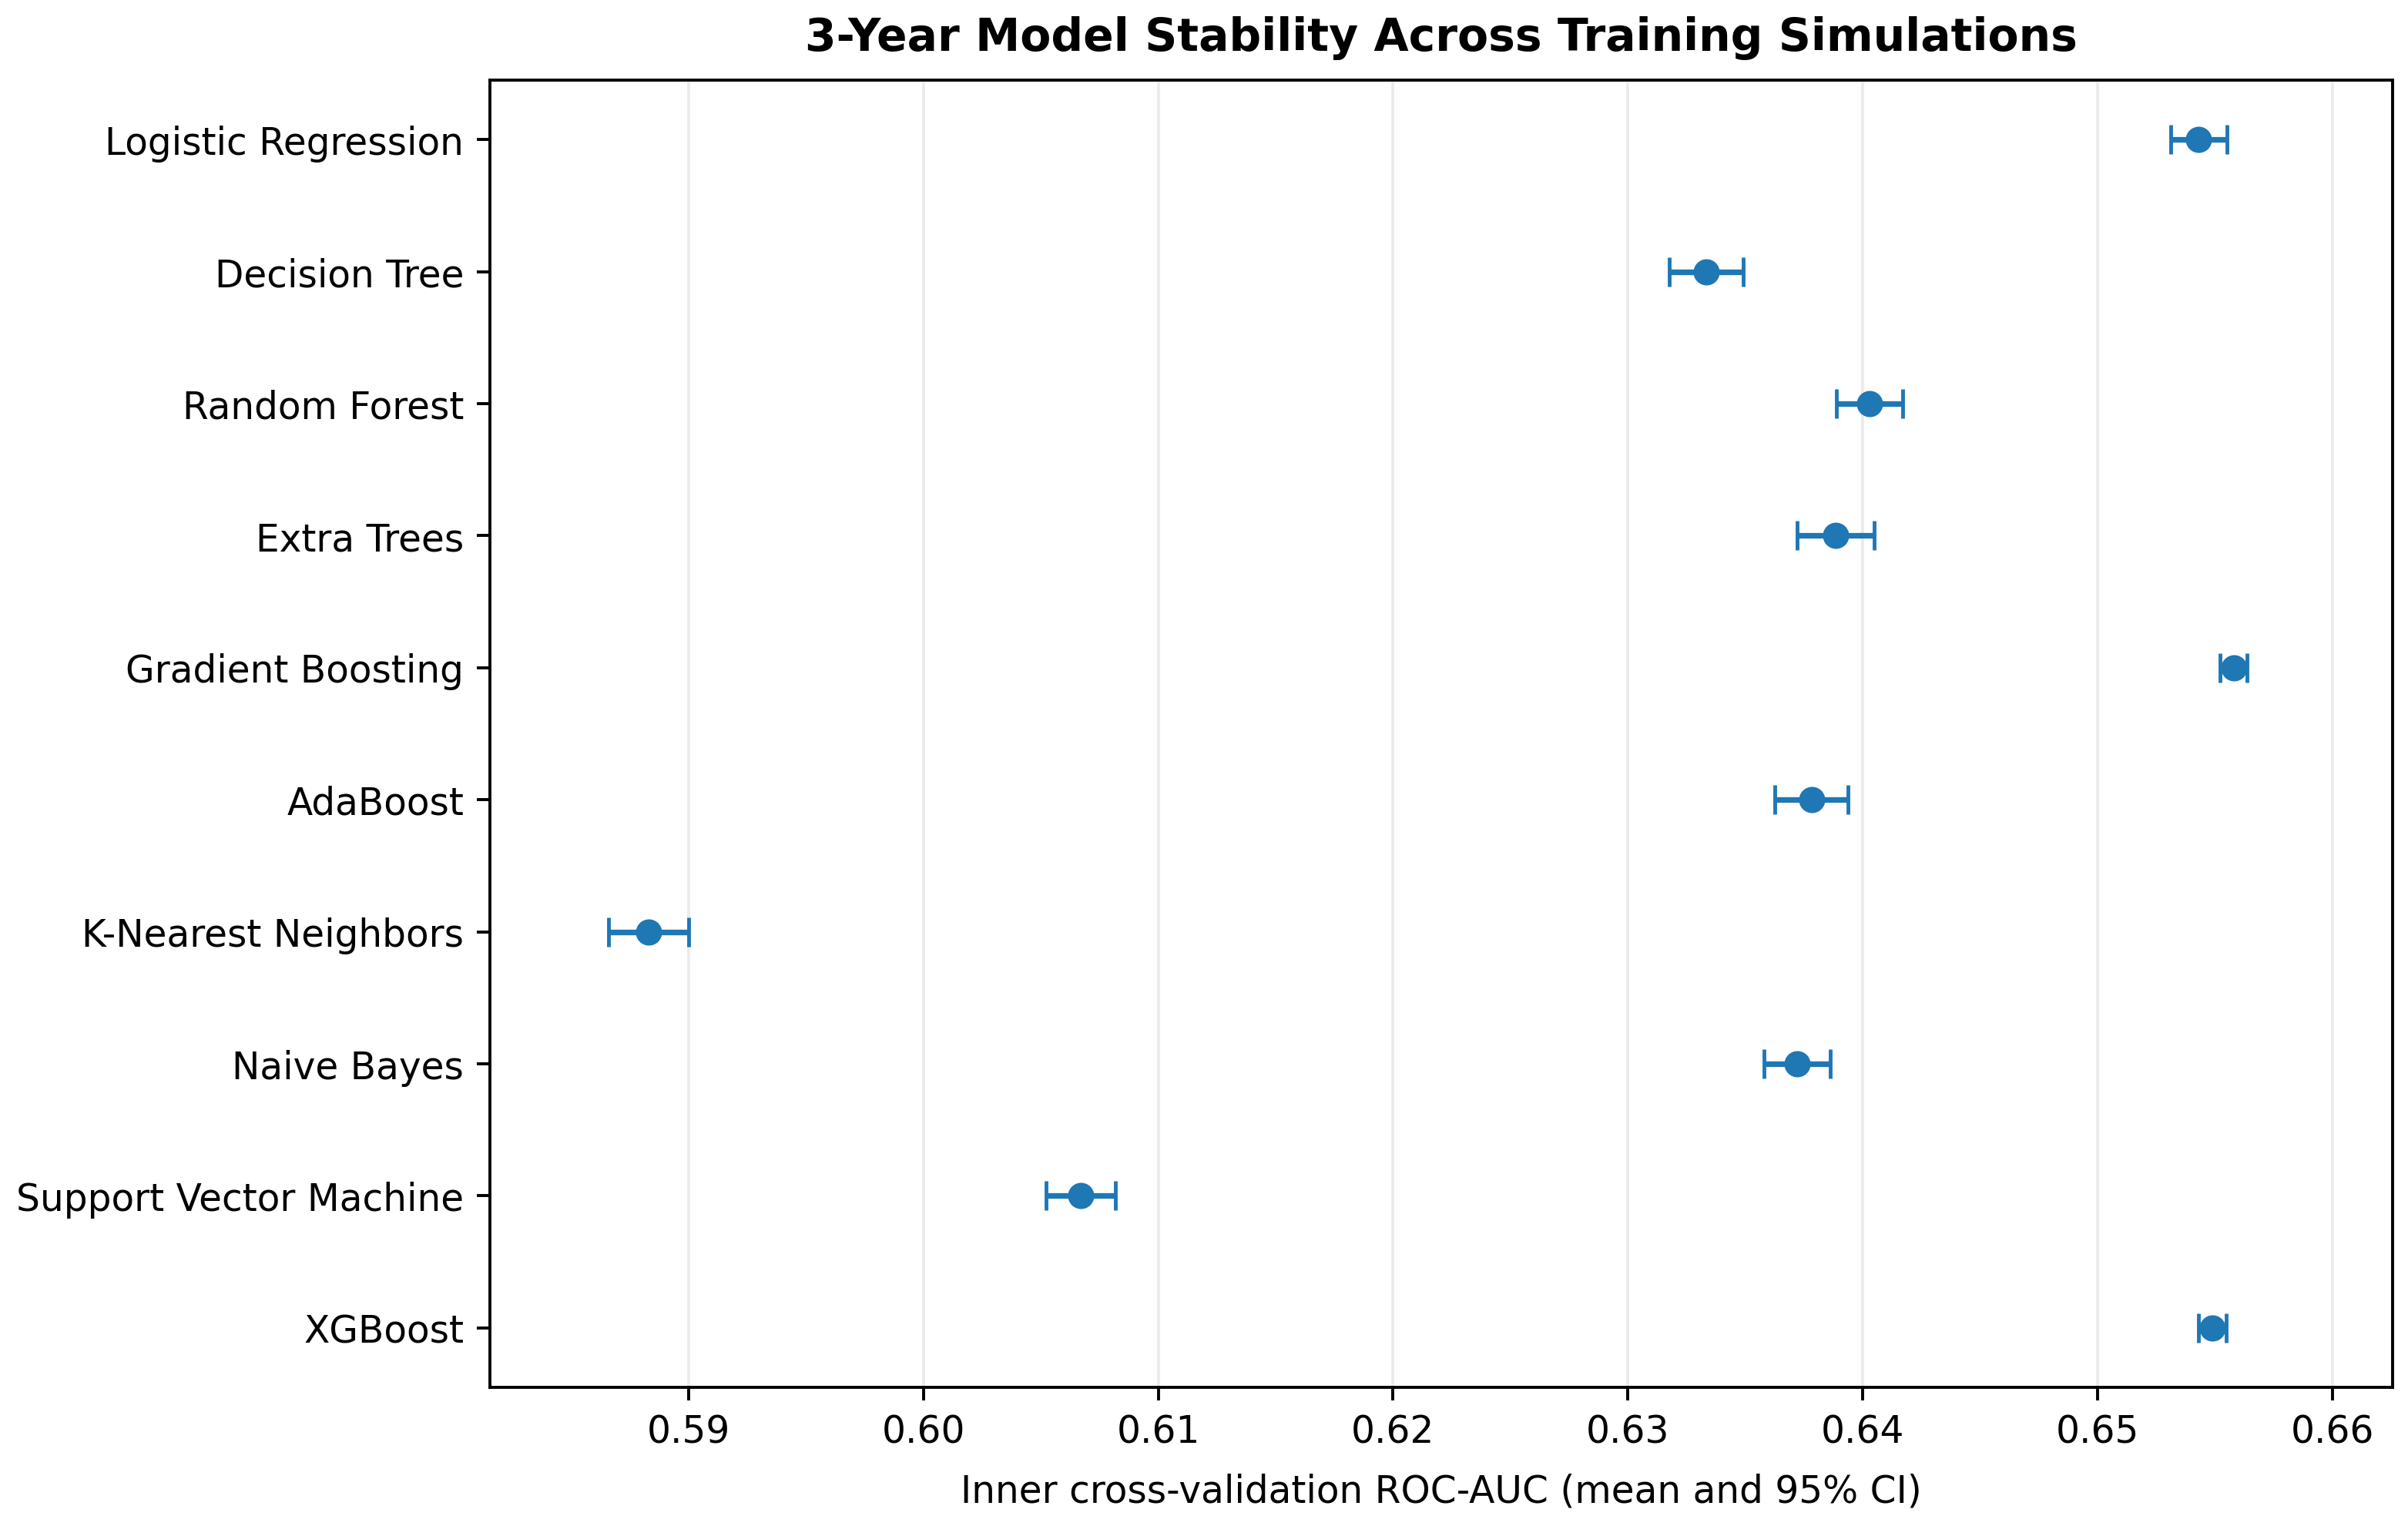 3-Year Model Stability Across Training Simulations
Logistic Regression
Decision Tree
Random Forest
Extra Trees
Gradient Boosting
AdaBoost
K-Nearest Neighbors
Naive Bayes
Support Vector Machine
XGBoost
0.59 0.60 0.61 0.62 0.63 0.64 0.65 0.66
Inner cross-validation ROC-AUC (mean and 95% CI)